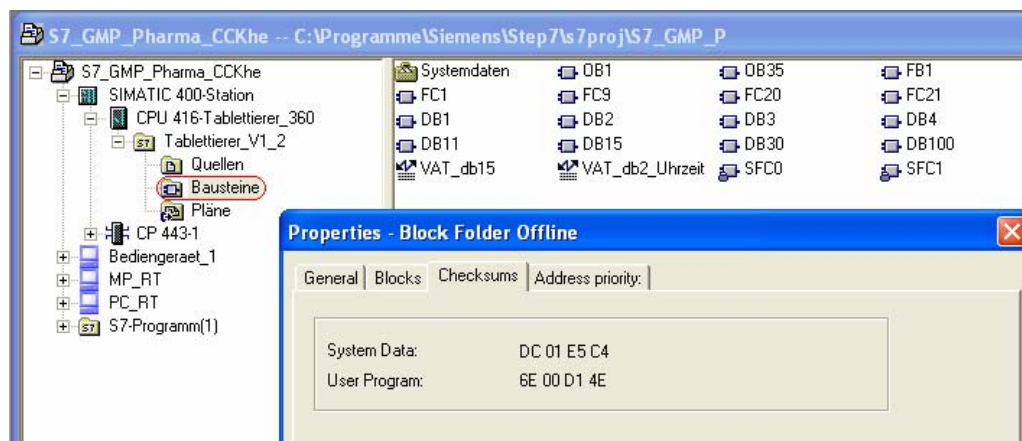 S7_GMP_Pharma_CCKhe -- C:\Programme\Siemens\Step7\s7proj\S7_GMP_P
S7_GMP_Pharma_CCKhe
SIMATIC 400-Station
CPU 416-Tablettierer_360
Tablettierer_V1_2
Quellen
Bausteine
Pläne
CP 443-1
Bediengeraet_1
MP_RT
PC_RT
S7-Programm(1)
Systemdaten OB1 OB35 FB1
FC1 FC9 FC20 FC21
DB1 DB2 DB3 DB4
DB11 DB15 DB30 DB100
VAT_db15 VAT_db2_Uhrzeit SFC0 SFC1
Properties - Block Folder Offline
General Blocks Checksums Address priority:
System Data: DC 01 E5 C4
User Program: 6E 00 D1 4E